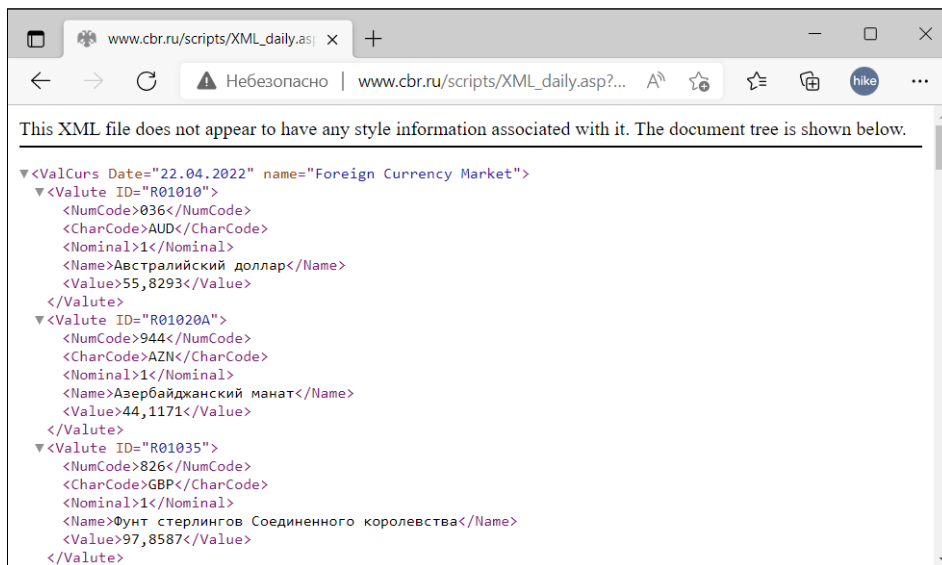 www.cbr.ru/scripts/XML_daily.as
Небезопасно | www.cbr.ru/scripts/XML_daily.asp?... A hike
This XML file does not appear to have any style information associated with it. The document tree is shown below.
▼<ValCurs Date="22.04.2022" name="Foreign Currency Market">
▼<Valute ID="R01010">
<NumCode>036</NumCode>
<CharCode>AUD</CharCode>
<Nominal>1</Nominal>
<Name>Австралийский доллар</Name>
<Value>55,8293</Value>
</Valute>
▼<Valute ID="R01020A">
<NumCode>944</NumCode>
<CharCode>AZN</CharCode>
<Nominal>1</Nominal>
<Name>Азербайджанский манат</Name>
<Value>44,1171</Value>
</Valute>
▼<Valute ID="R01035">
<NumCode>826</NumCode>
<CharCode>GBP</CharCode>
<Nominal>1</Nominal>
<Name>Фунт стерлингов Соединенного королевства</Name>
<Value>97,8587</Value>
</Valute>